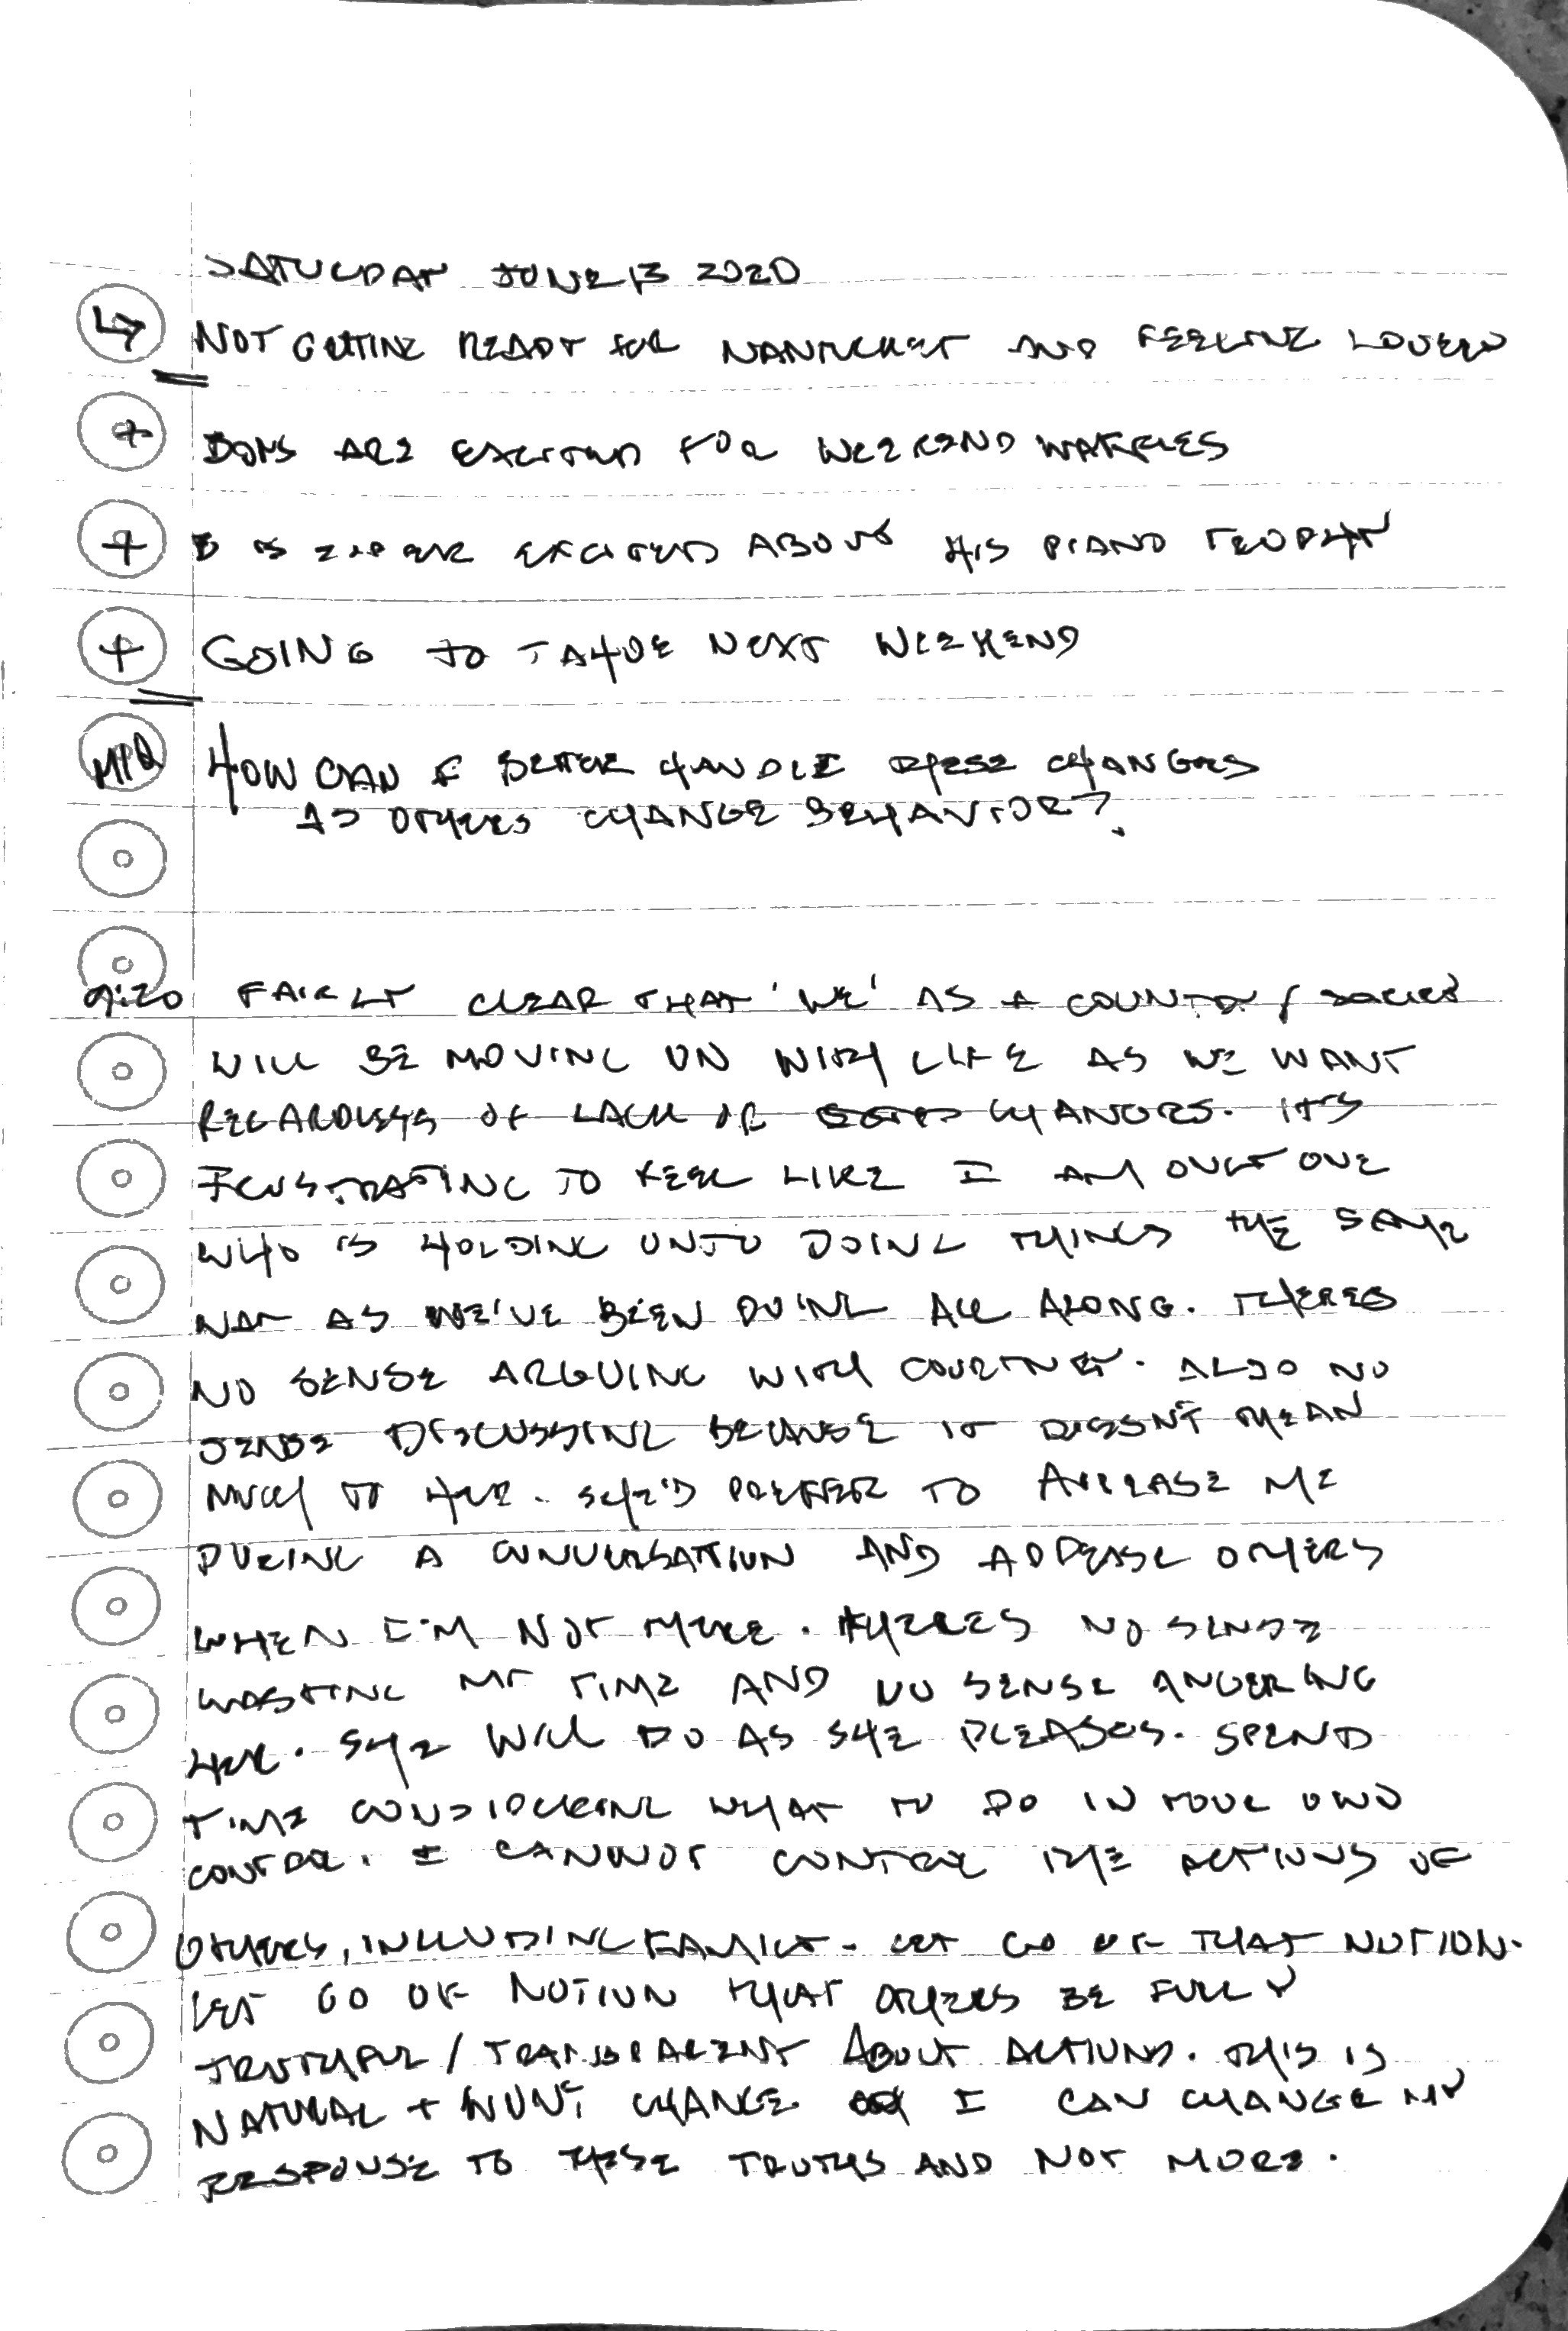 SATURDAY JUNE 13 2020
↳ NOT GETTING READY FOR NANTUCKET AND FEELING
+ BOYS ARE EXCITED FOR WEEKEND WAFFLES
+ B IS SUPER EXCITED ABOUT HIS PIANO TROPHY
+ GOING TO TAHOE NEXT WEEKEND
MIQ HOW CAN I BETTER HANDLE THESE CHANGES
AS OTHERS CHANGE BEHAVIOR?
9:20 FAIRLY CLEAR THAT 'WE' AS A COUNTRY / SOCIETY
WILL BE MOVING ON WITH LIFE AS WE WANT
REGARDLESS OF LACK OF CHANGES. IT'S
FRUSTRATING TO FEEL LIKE I AM ONLY ONE
WHO IS HOLDING ONTO DOING THINGS THE SAME
WAY AS WE'VE BEEN DOING ALL ALONG. THERES
NO SENSE ARGUING WITH COURTNEY. ALSO NO
SENSE DISCUSSING BECAUSE IT DOESN'T MEAN
MUCH TO HER. SHE'D PREFER TO APPEASE ME
DURING A CONVERSATION AND APPEASE OTHERS
WHEN I'M NOT THERE. THERES NO SENSE
WASTING MY TIME AND NO SENSE ANGERING
HER. SHE WILL DO AS SHE PLEASES. SPEND
TIME CONSIDERING WHAT TO DO IN YOUR OWN
CONTROL. I CANNOT CONTROL THE ACTIONS OF
OTHERS, INCLUDING FAMILY. LET GO OF THAT NOTION.
LET GO OF NOTION THAT OTHERS BE FULLY
TRUTHFUL / TRANSPARENT ABOUT ACTIONS. THIS IS
NATURAL + WON'T CHANGE. I CAN CHANGE MY
RESPONSE TO THESE TRUTHS AND NOT MORE.